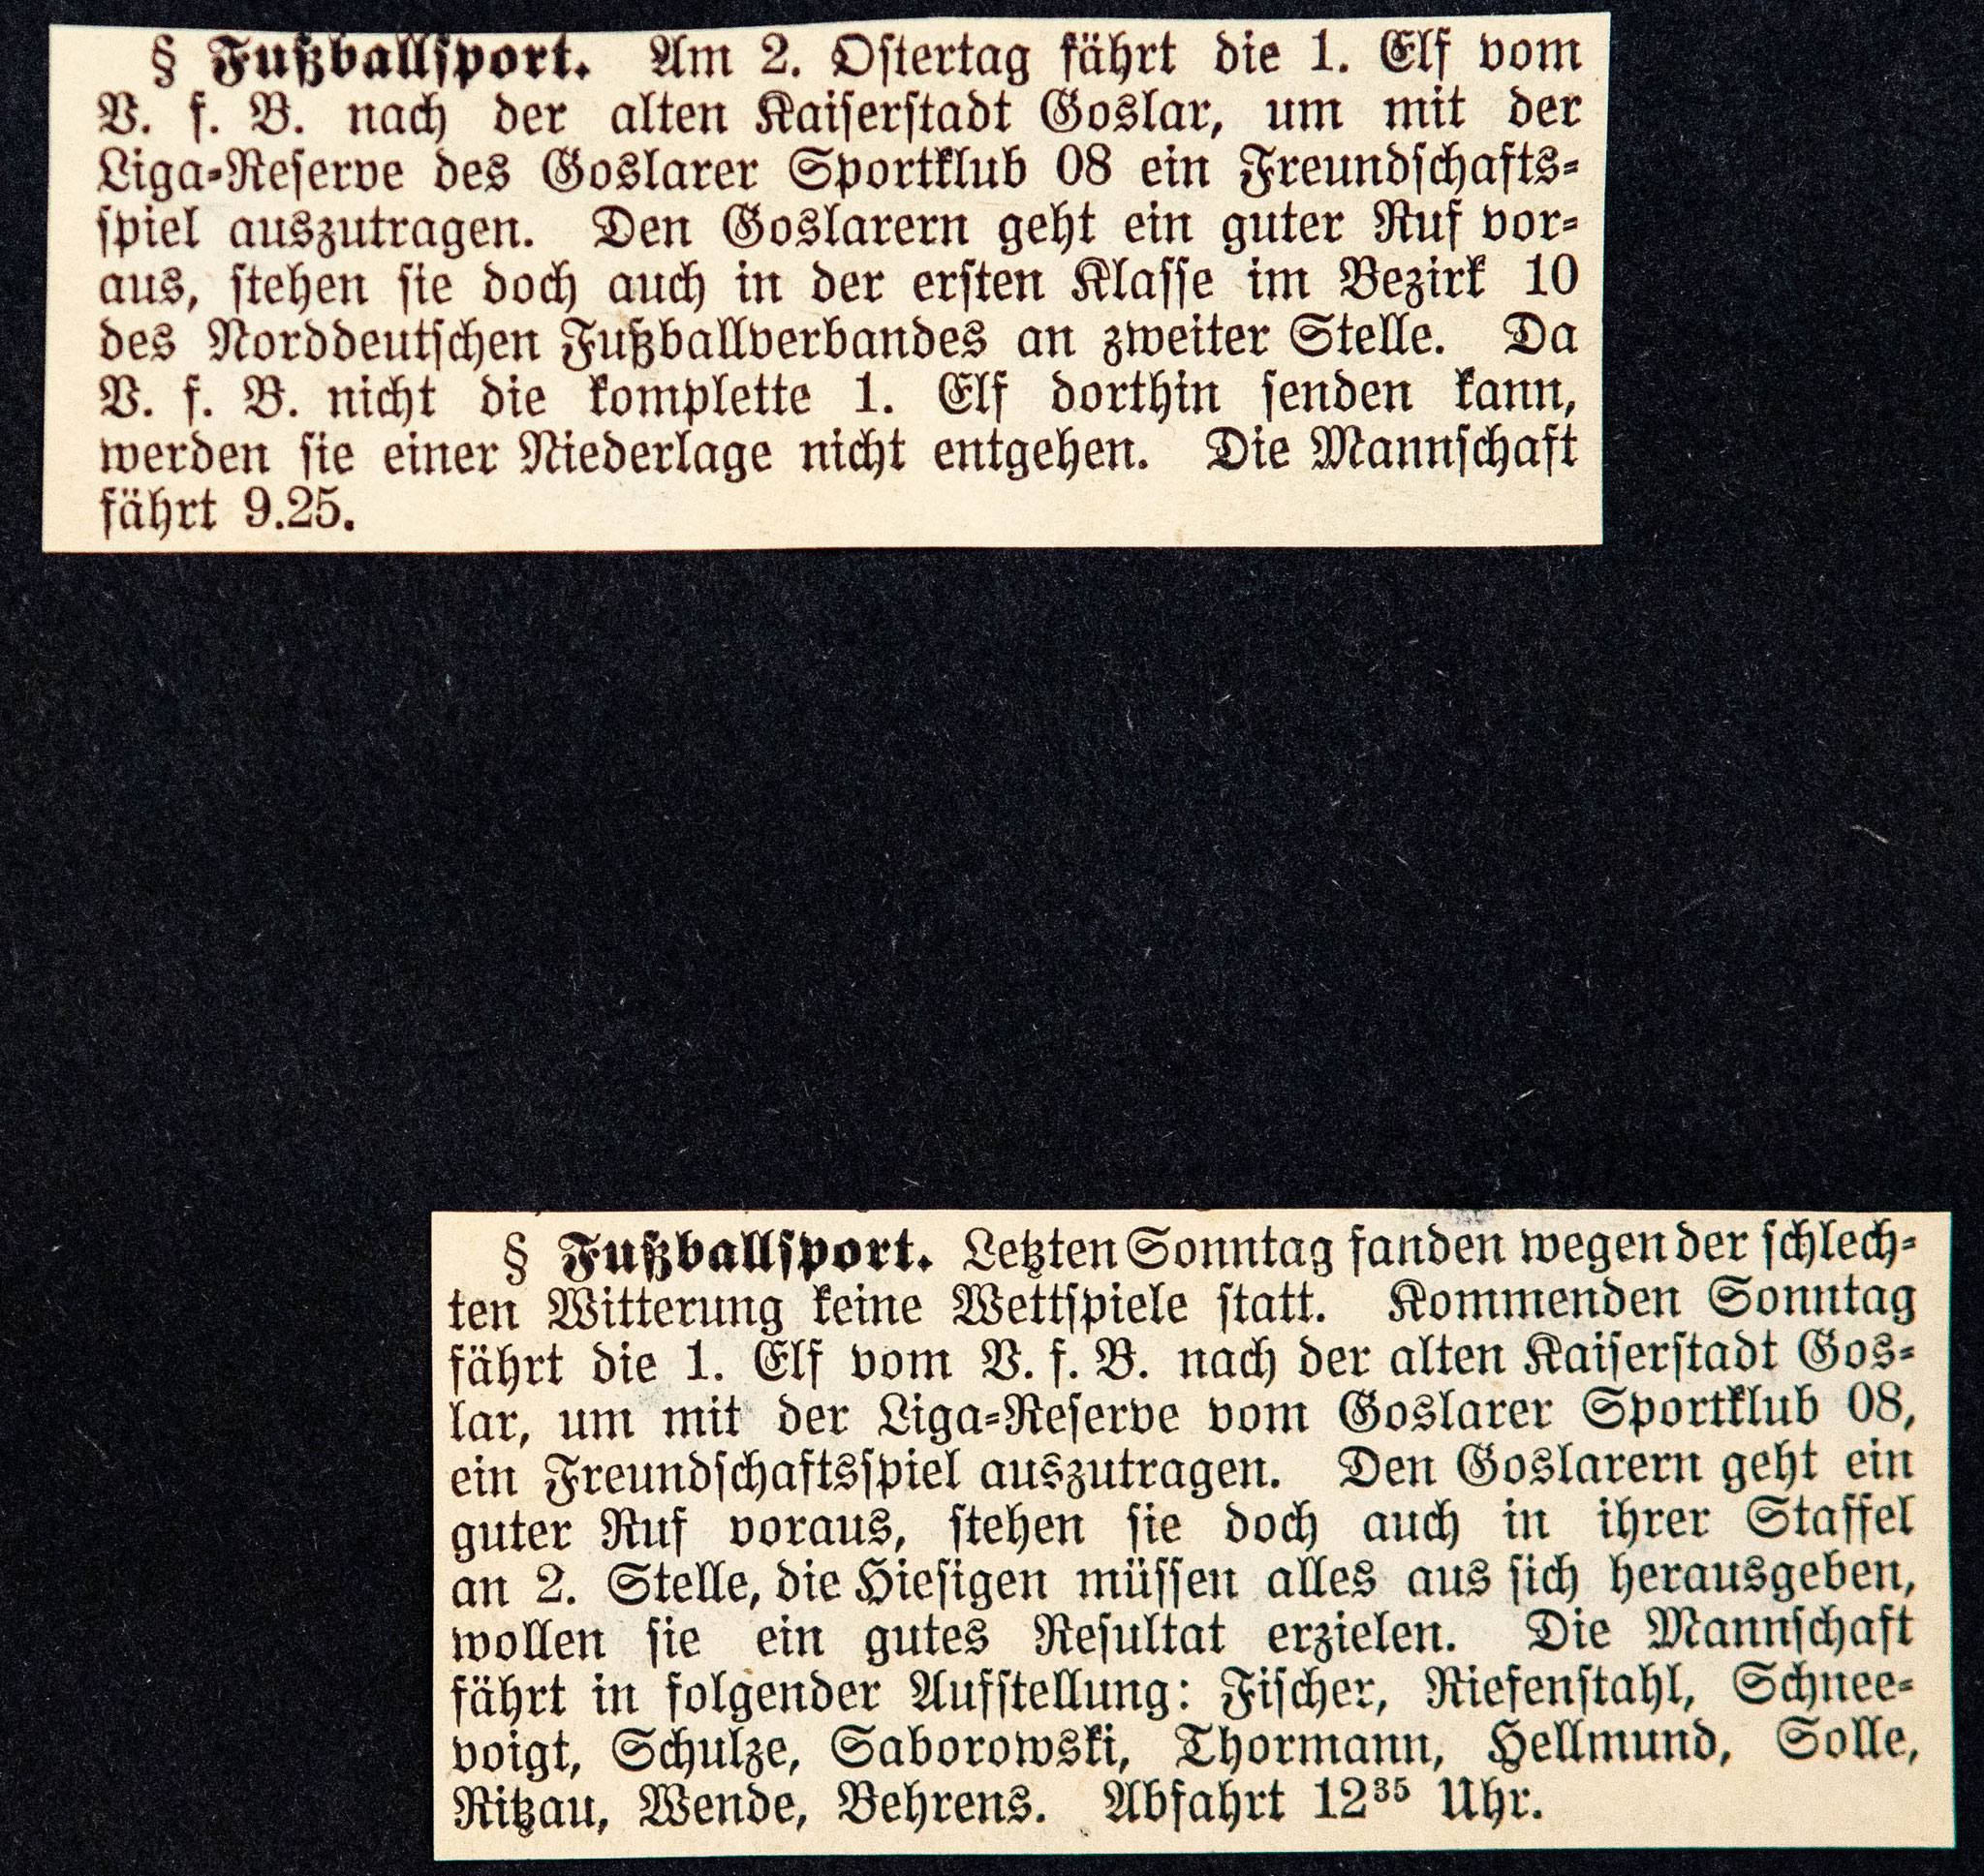 § Fußballsport. Am 2. Ostertag fährt die 1. Elf vom
V. f. B. nach der alten Kaiserstadt Goslar, um mit der
Liga-Reserve des Goslarer Sportklub 08 ein Freundschafts-
spiel auszutragen. Den Goslarern geht ein guter Ruf vor-
aus, stehen sie doch auch in der ersten Klasse im Bezirk 10
des Norddeutschen Fußballverbandes an zweiter Stelle. Da
V. f. B. nicht die komplette 1. Elf dorthin senden kann,
werden sie einer Niederlage nicht entgehen. Die Mannschaft
fährt 9.25.
§ Fußballsport. Letzten Sonntag fanden wegen der schlech-
ten Witterung keine Wettspiele statt. Kommenden Sonntag
fährt die 1. Elf vom V. f. B. nach der alten Kaiserstadt Gos-
lar, um mit der Liga-Reserve vom Goslarer Sportklub 08,
ein Freundschaftsspiel auszutragen. Den Goslarern geht ein
guter Ruf voraus, stehen sie doch auch in ihrer Staffel
an 2. Stelle, die Hiesigen müssen alles aus sich herausgeben,
wollen sie ein gutes Resultat erzielen. Die Mannschaft
fährt in folgender Aufstellung: Fischer, Riefenstahl, Schnee-
voigt, Schulze, Saborowski, Thormann, Hellmund, Solle,
Ritzau, Wende, Behrens. Abfahrt 12³⁵ Uhr.